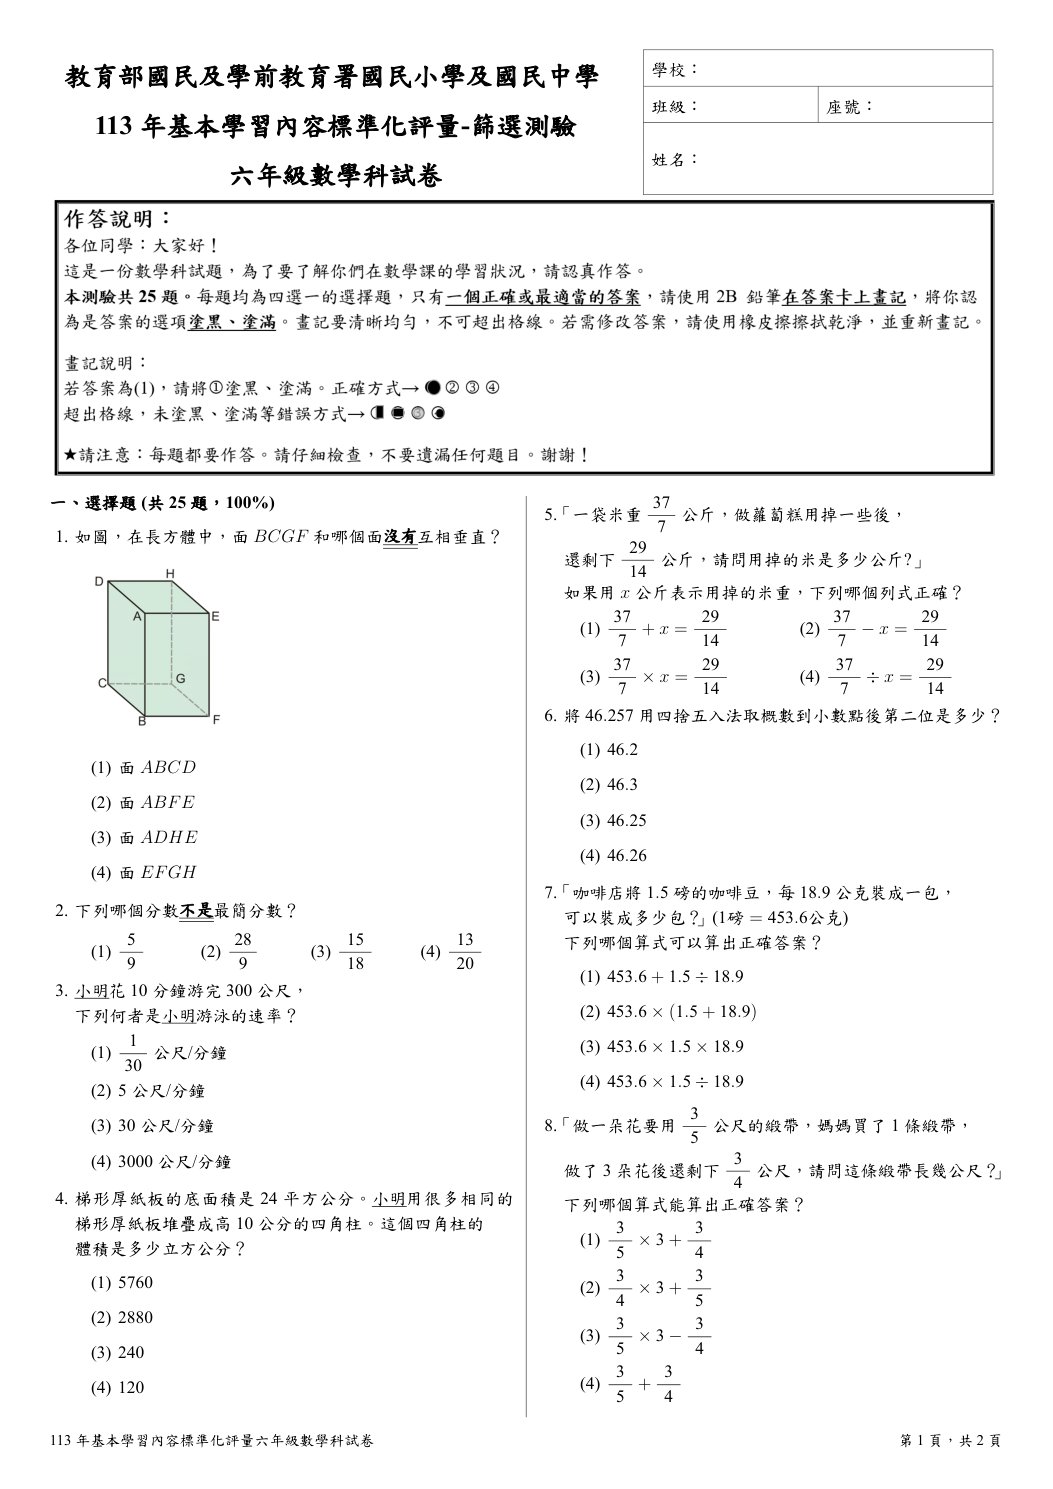 教育部國民及學前教育署國民小學及國民中學
113 年基本學習內容標準化評量-篩選測驗
六年級數學科試卷
學校：
班級：
座號：
姓名：
作答說明：
各位同學：大家好！
這是一份數學科試題，為了要了解你們在數學課的學習狀況，請認真作答。
本測驗共 25 題。每題均為四選一的選擇題，只有一個正確或最適當的答案，請使用 2B 鉛筆在答案卡上畫記，將你認
為是答案的選項塗黑、塗滿。畫記要清晰均勻，不可超出格線。若需修改答案，請使用橡皮擦擦拭乾淨，並重新畫記。
畫記說明：
若答案為(1)，請將①塗黑、塗滿。正確方式→ ● ② ③ ④
超出格線，未塗黑、塗滿等錯誤方式→
★請注意：每題都要作答。請仔細檢查，不要遺漏任何題目。謝謝！
一、選擇題 (共 25 題，100%)
1. 如圖，在長方體中，面 BCGF 和哪個面沒有互相垂直？
D H
A E
C G
B F
(1) 面 ABCD
(2) 面 ABFE
(3) 面 ADHE
(4) 面 EFGH
2. 下列哪個分數不是最簡分數？
(1) 5/9 (2) 28/9 (3) 15/18 (4) 13/20
3. 小明花 10 分鐘游完 300 公尺，
下列何者是小明游泳的速率？
(1) 1/30 公尺/分鐘
(2) 5 公尺/分鐘
(3) 30 公尺/分鐘
(4) 3000 公尺/分鐘
4. 梯形厚紙板的底面積是 24 平方公分。小明用很多相同的
梯形厚紙板堆疊成高 10 公分的四角柱。這個四角柱的
體積是多少立方公分？
(1) 5760
(2) 2880
(3) 240
(4) 120
5.「一袋米重 37/7 公斤，做蘿蔔糕用掉一些後，
還剩下 29/14 公斤，請問用掉的米是多少公斤?」
如果用 x 公斤表示用掉的米重，下列哪個列式正確？
(1) 37/7 + x = 29/14 (2) 37/7 − x = 29/14
(3) 37/7 × x = 29/14 (4) 37/7 ÷ x = 29/14
6. 將 46.257 用四捨五入法取概數到小數點後第二位是多少？
(1) 46.2
(2) 46.3
(3) 46.25
(4) 46.26
7.「咖啡店將 1.5 磅的咖啡豆，每 18.9 公克裝成一包，
可以裝成多少包?」(1磅 = 453.6公克)
下列哪個算式可以算出正確答案？
(1) 453.6 + 1.5 ÷ 18.9
(2) 453.6 × (1.5 + 18.9)
(3) 453.6 × 1.5 × 18.9
(4) 453.6 × 1.5 ÷ 18.9
8.「做一朵花要用 3/5 公尺的緞帶，媽媽買了 1 條緞帶，
做了 3 朵花後還剩下 3/4 公尺，請問這條緞帶長幾公尺?」
下列哪個算式能算出正確答案？
(1) 3/5 × 3 + 3/4
(2) 3/4 × 3 + 3/5
(3) 3/5 × 3 − 3/4
(4) 3/5 + 3/4
113 年基本學習內容標準化評量六年級數學科試卷
第 1 頁，共 2 頁